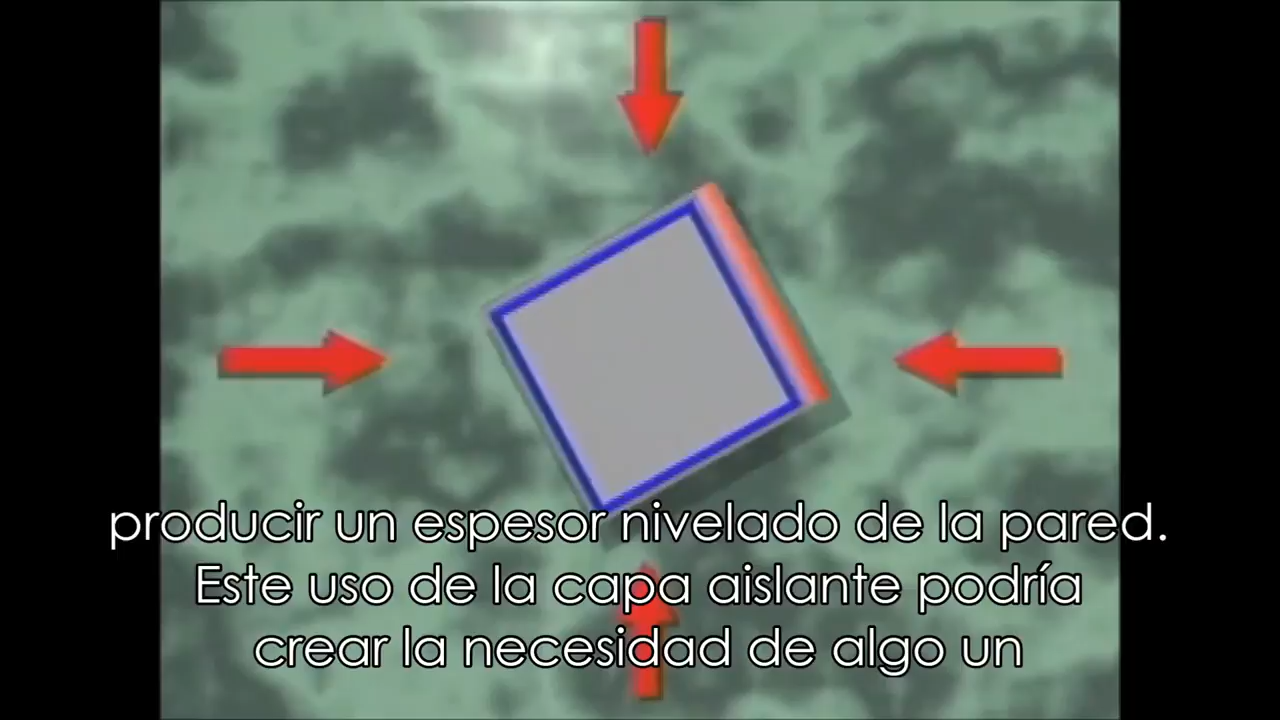 producir un espesor nivelado de la pared.
Este uso de la capa aislante podría
crear la necesidad de algo un